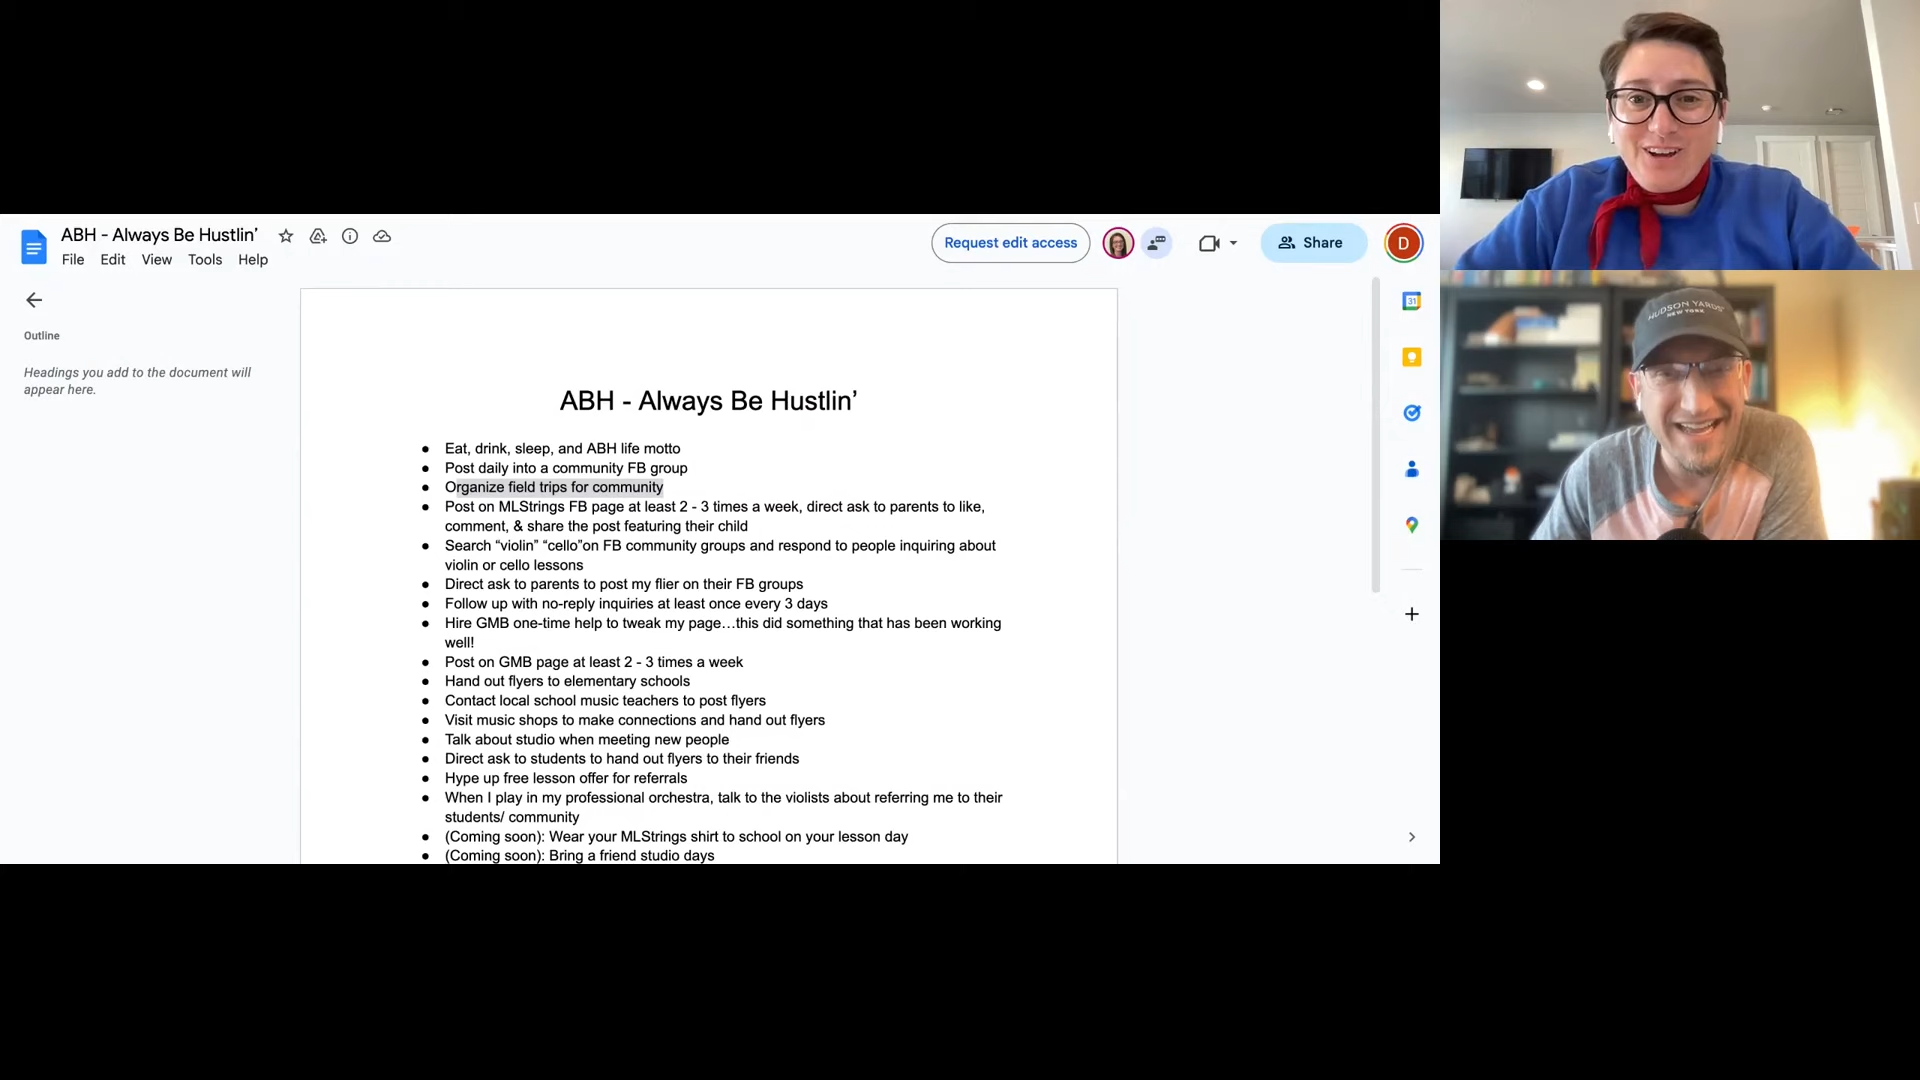 ABH - Always Be Hustlin’
File Edit View Tools Help
Request edit access
Share
D
Outline
Headings you add to the document will
appear here.
31
ABH - Always Be Hustlin’
● Eat, drink, sleep, and ABH life motto
● Post daily into a community FB group
● Organize field trips for community
● Post on MLStrings FB page at least 2 - 3 times a week, direct ask to parents to like,
comment, & share the post featuring their child
● Search “violin” “cello”on FB community groups and respond to people inquiring about
violin or cello lessons
● Direct ask to parents to post my flier on their FB groups
● Follow up with no-reply inquiries at least once every 3 days
● Hire GMB one-time help to tweak my page…this did something that has been working
well!
● Post on GMB page at least 2 - 3 times a week
● Hand out flyers to elementary schools
● Contact local school music teachers to post flyers
● Visit music shops to make connections and hand out flyers
● Talk about studio when meeting new people
● Direct ask to students to hand out flyers to their friends
● Hype up free lesson offer for referrals
● When I play in my professional orchestra, talk to the violists about referring me to their
students/ community
● (Coming soon): Wear your MLStrings shirt to school on your lesson day
● (Coming soon): Bring a friend studio days
HUDSON YARDS
NEW YORK